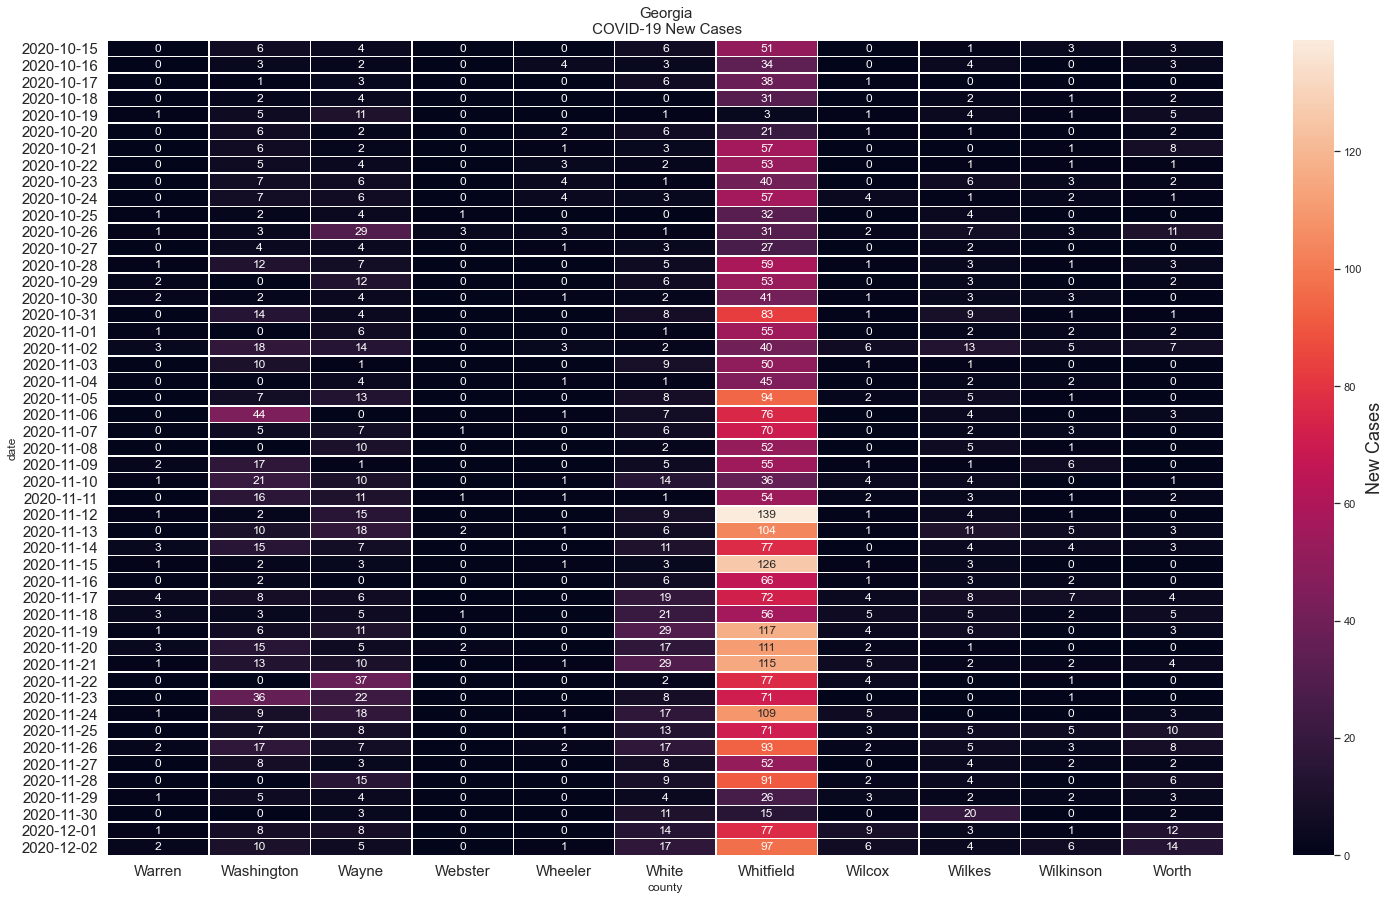 Georgia
COVID-19 New Cases
2020-10-15 0 6 4 0 0 6 51 0 1 3 3
2020-10-16 0 3 2 0 4 3 34 0 4 0 3
2020-10-17 0 1 3 0 0 6 38 1 0 0 0
2020-10-18 0 2 4 0 0 0 31 0 2 1 2
2020-10-19 1 5 11 0 0 1 3 1 4 1 5
2020-10-20 0 6 2 0 2 6 21 1 1 0 2
2020-10-21 0 6 2 0 1 3 57 0 0 1 8
2020-10-22 0 5 4 0 3 2 53 0 1 1 1
2020-10-23 0 7 6 0 4 1 40 0 6 3 2
2020-10-24 0 7 6 0 4 3 57 4 1 2 1
2020-10-25 1 2 4 1 0 0 32 0 4 0 0
2020-10-26 1 3 29 3 3 1 31 2 7 3 11
2020-10-27 0 4 4 0 1 3 27 0 2 0 0
2020-10-28 1 12 7 0 0 5 59 1 3 1 3
2020-10-29 2 0 12 0 0 6 53 0 3 0 2
2020-10-30 2 2 4 0 1 2 41 1 3 3 0
2020-10-31 0 14 4 0 0 8 83 1 9 1 1
2020-11-01 1 0 6 0 0 1 55 0 2 2 2
2020-11-02 3 18 14 0 3 2 40 6 13 5 7
2020-11-03 0 10 1 0 0 9 50 1 1 0 0
2020-11-04 0 0 4 0 1 1 45 0 2 2 0
2020-11-05 0 7 13 0 0 8 94 2 5 1 0
2020-11-06 0 44 0 0 1 7 76 0 4 0 3
2020-11-07 0 5 7 1 0 6 70 0 2 3 0
2020-11-08 0 0 10 0 0 2 52 0 5 1 0
2020-11-09 2 17 1 0 0 5 55 1 1 6 0
2020-11-10 1 21 10 0 1 14 36 4 4 0 1
2020-11-11 0 16 11 1 1 1 54 2 3 1 2
2020-11-12 1 2 15 0 0 9 139 1 4 1 0
2020-11-13 0 10 18 2 1 6 104 1 11 5 3
2020-11-14 3 15 7 0 0 11 77 0 4 4 3
2020-11-15 1 2 3 0 1 3 126 1 3 0 0
2020-11-16 0 2 0 0 0 6 66 1 3 2 0
2020-11-17 4 8 6 0 0 19 72 4 8 7 4
2020-11-18 3 3 5 1 0 21 56 5 5 2 5
2020-11-19 1 6 11 0 0 29 117 4 6 0 3
2020-11-20 3 15 5 2 0 17 111 2 1 0 0
2020-11-21 1 13 10 0 1 29 115 5 2 2 4
2020-11-22 0 0 37 0 0 2 77 4 0 1 0
2020-11-23 0 36 22 0 0 8 71 0 0 1 0
2020-11-24 1 9 18 0 1 17 109 5 0 0 3
2020-11-25 0 7 8 0 1 13 71 3 5 5 10
2020-11-26 2 17 7 0 2 17 93 2 5 3 8
2020-11-27 0 8 3 0 0 8 52 0 4 2 2
2020-11-28 0 0 15 0 0 9 91 2 4 0 6
2020-11-29 1 5 4 0 0 4 26 3 2 2 3
2020-11-30 0 0 3 0 0 11 15 0 20 0 2
2020-12-01 1 8 8 0 0 14 77 9 3 1 12
2020-12-02 2 10 5 0 1 17 97 6 4 6 14
Warren Washington Wayne Webster Wheeler White Whitfield Wilcox Wilkes Wilkinson Worth
county
date
120
100
80
60
40
20
0
New Cases